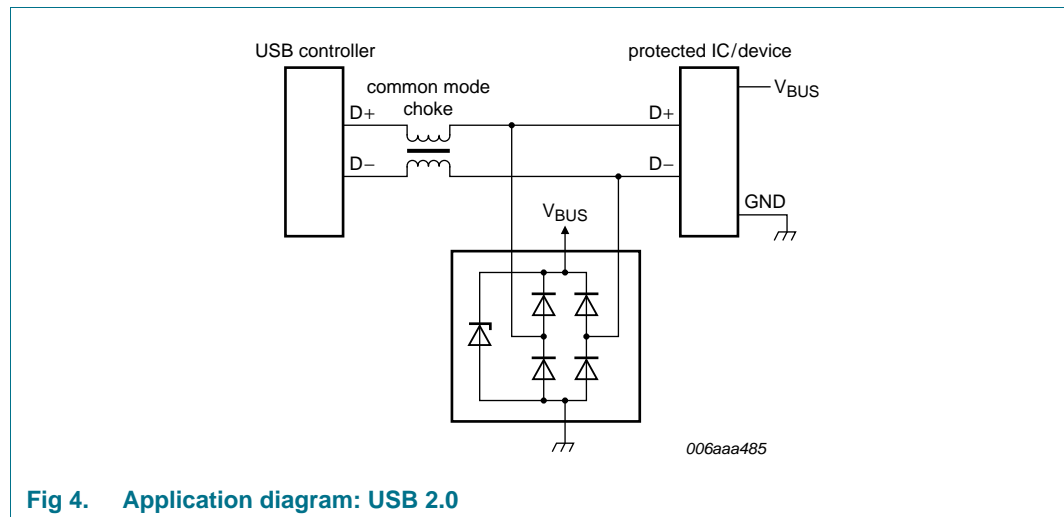 USB controller
protected IC/device
common mode
choke
VBUS
D+
D+
D−
D−
VBUS
GND
006aaa485
Fig 4. Application diagram: USB 2.0